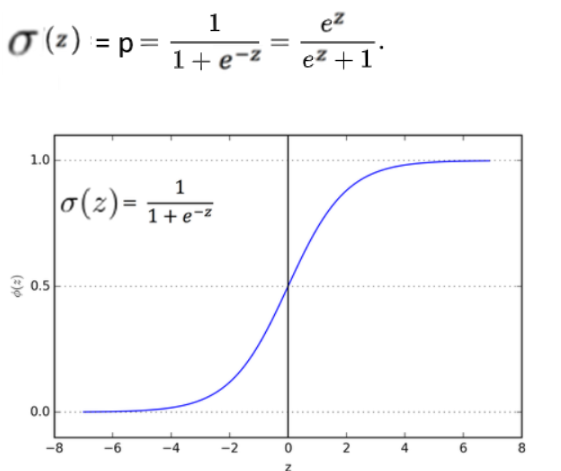 σ (z) = p = 1 / (1 + e^−z) = e^z / (e^z + 1).
1.0
σ(z) = 1 / (1 + e^−z)
0.5
ϕ(z)
0.0
−8 −6 −4 −2 0 2 4 6 8
z